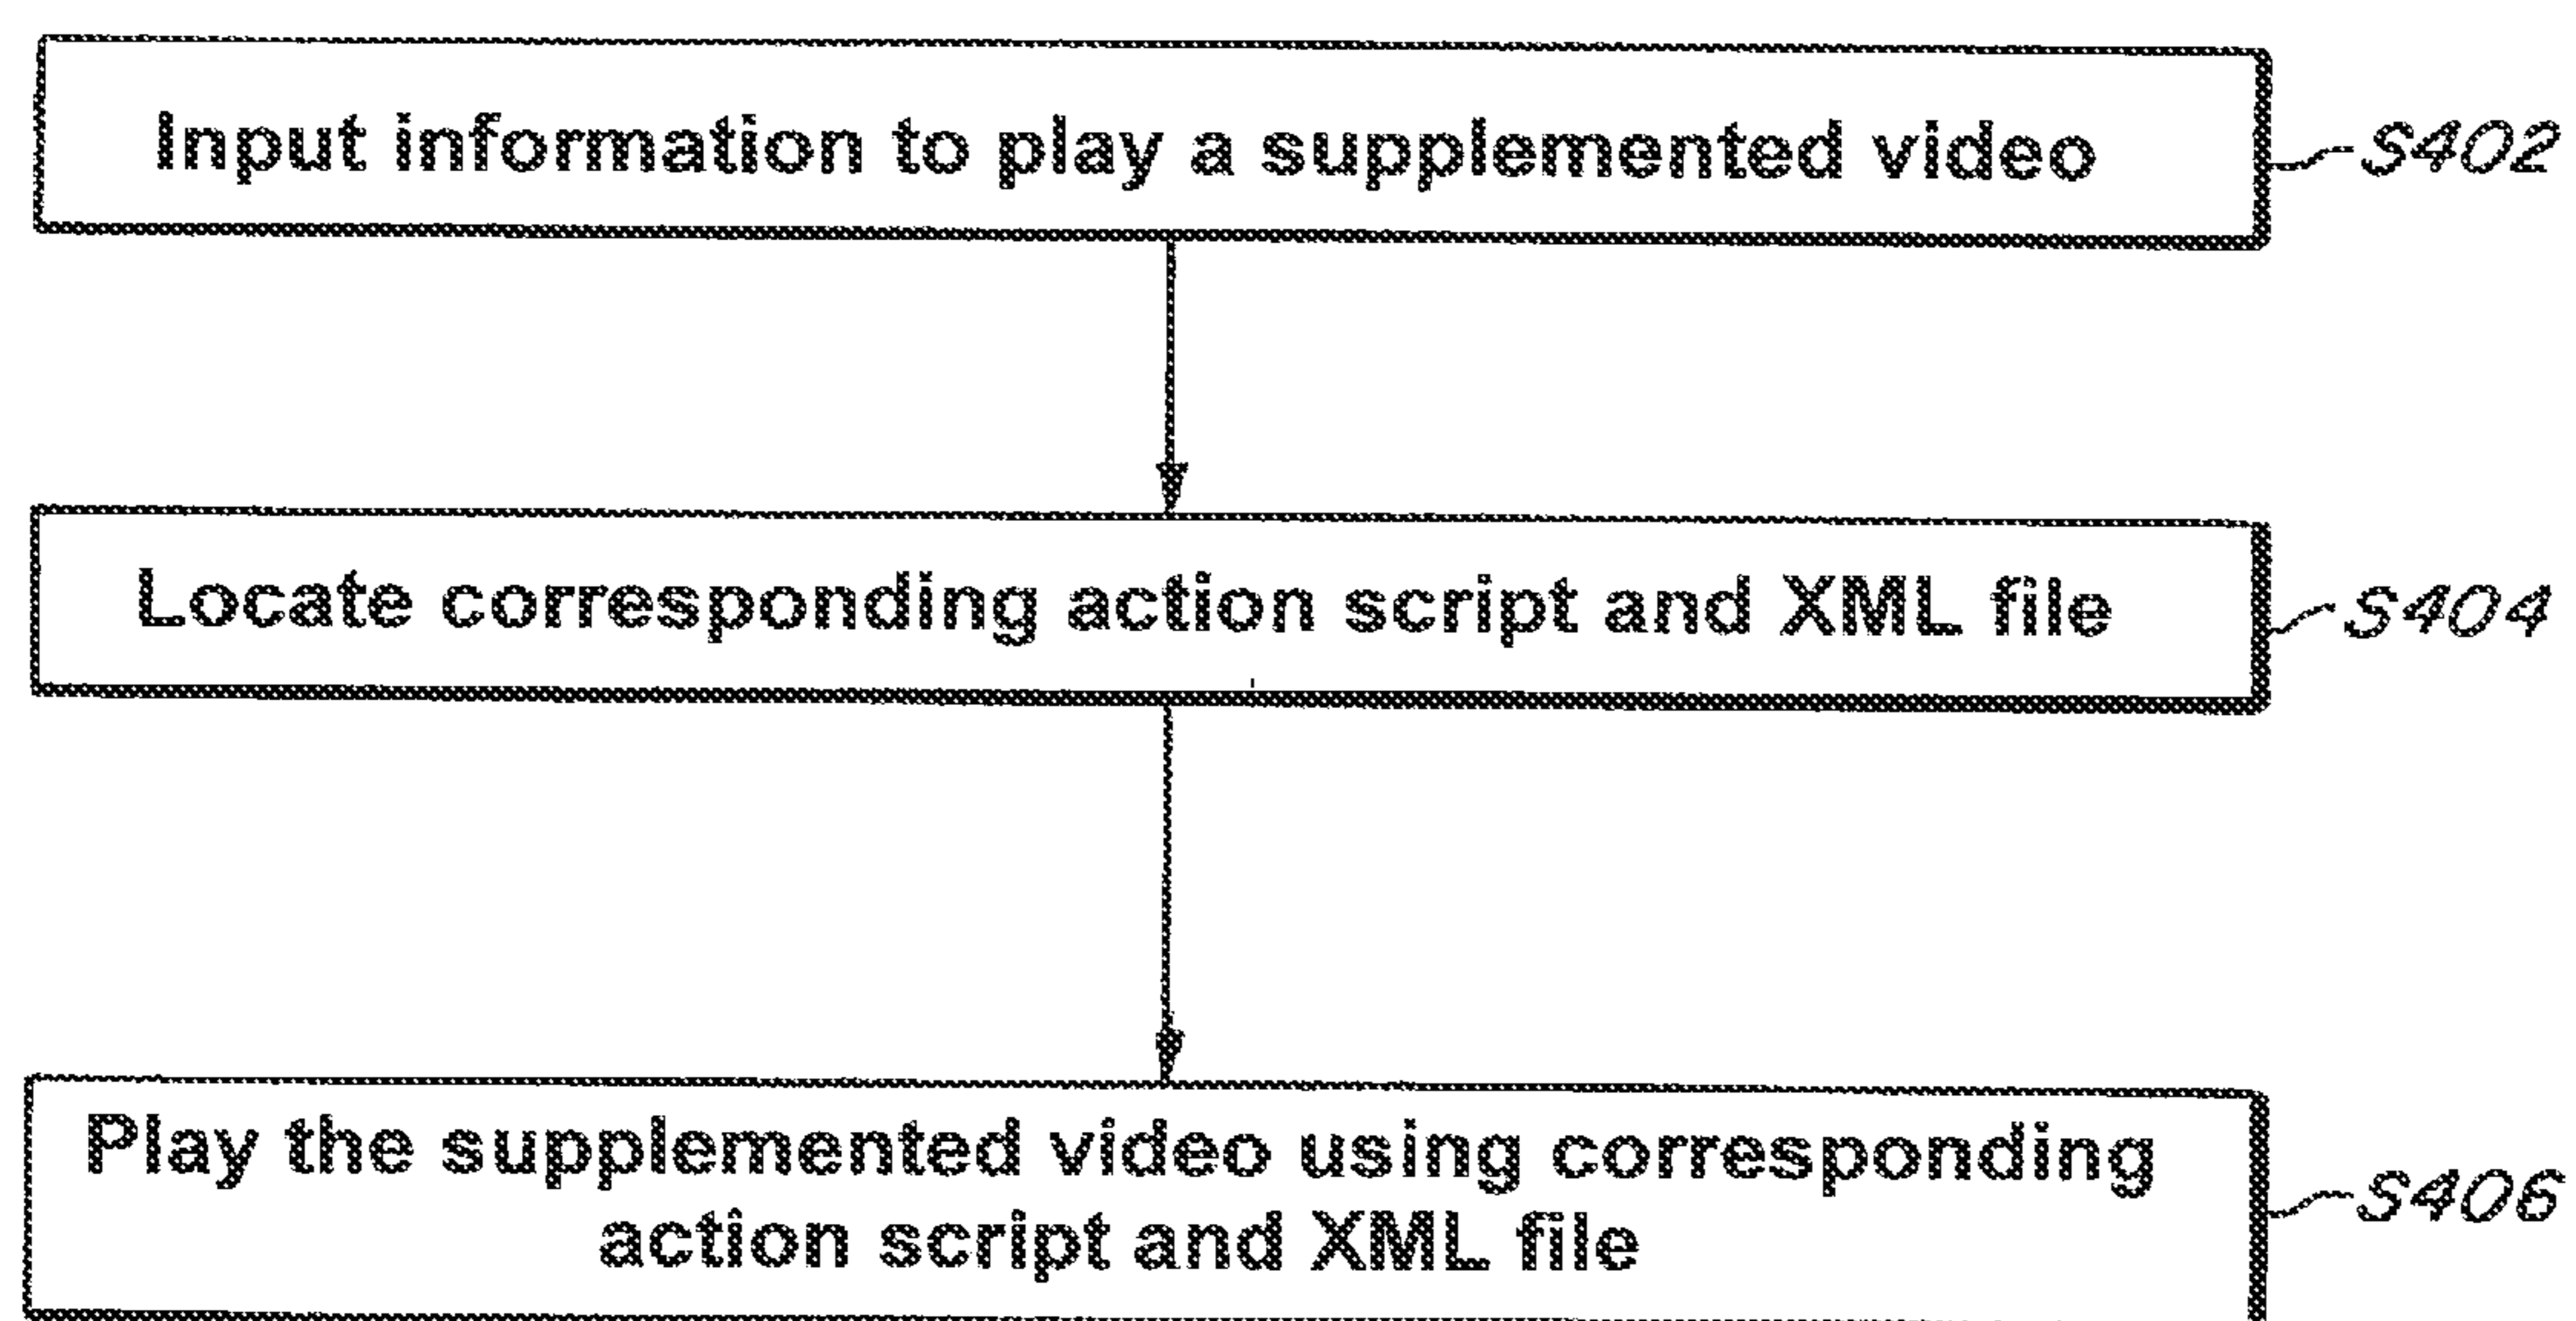 Input information to play a supplemented video
S402
Locate corresponding action script and XML file
S404
Play the supplemented video using corresponding
action script and XML file
S406